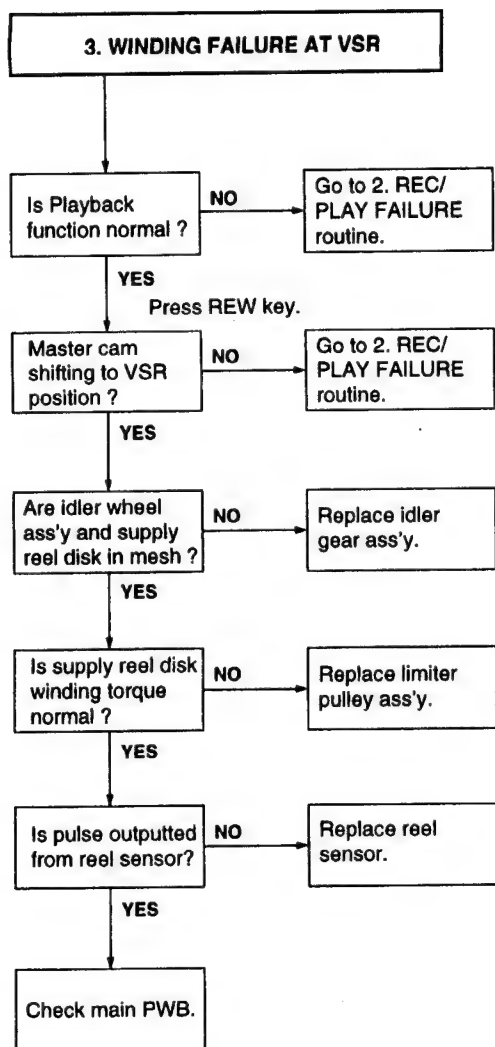 3. WINDING FAILURE AT VSR
Is Playback
function normal ?
NO
Go to 2. REC/
PLAY FAILURE
routine.
YES
Press REW key.
Master cam
shifting to VSR
position ?
NO
Go to 2. REC/
PLAY FAILURE
routine.
YES
Are idler wheel
ass'y and supply
reel disk in mesh ?
NO
Replace idler
gear ass'y.
YES
Is supply reel disk
winding torque
normal ?
NO
Replace limiter
pulley ass'y.
YES
Is pulse outputted
from reel sensor?
NO
Replace reel
sensor.
YES
Check main PWB.